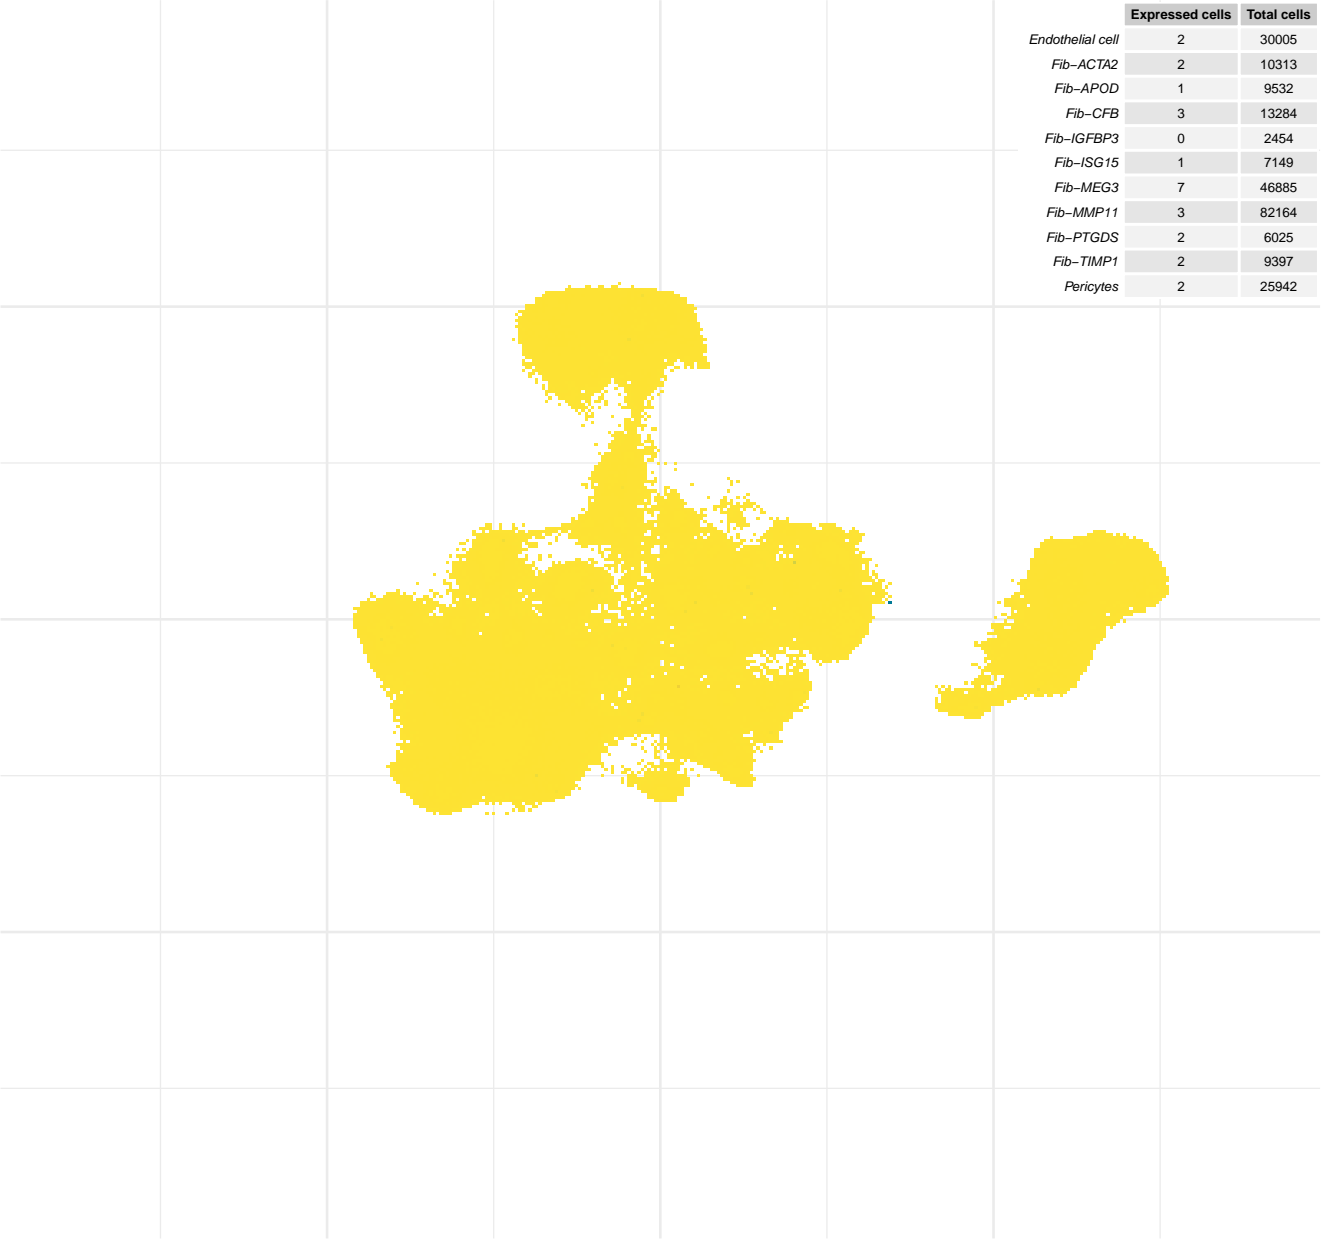 Expressed cells Total cells
Endothelial cell 2 30005
Fib−ACTA2 2 10313
Fib−APOD 1 9532
Fib−CFB 3 13284
Fib−IGFBP3 0 2454
Fib−ISG15 1 7149
Fib−MEG3 7 46885
Fib−MMP11 3 82164
Fib−PTGDS 2 6025
Fib−TIMP1 2 9397
Pericytes 2 25942